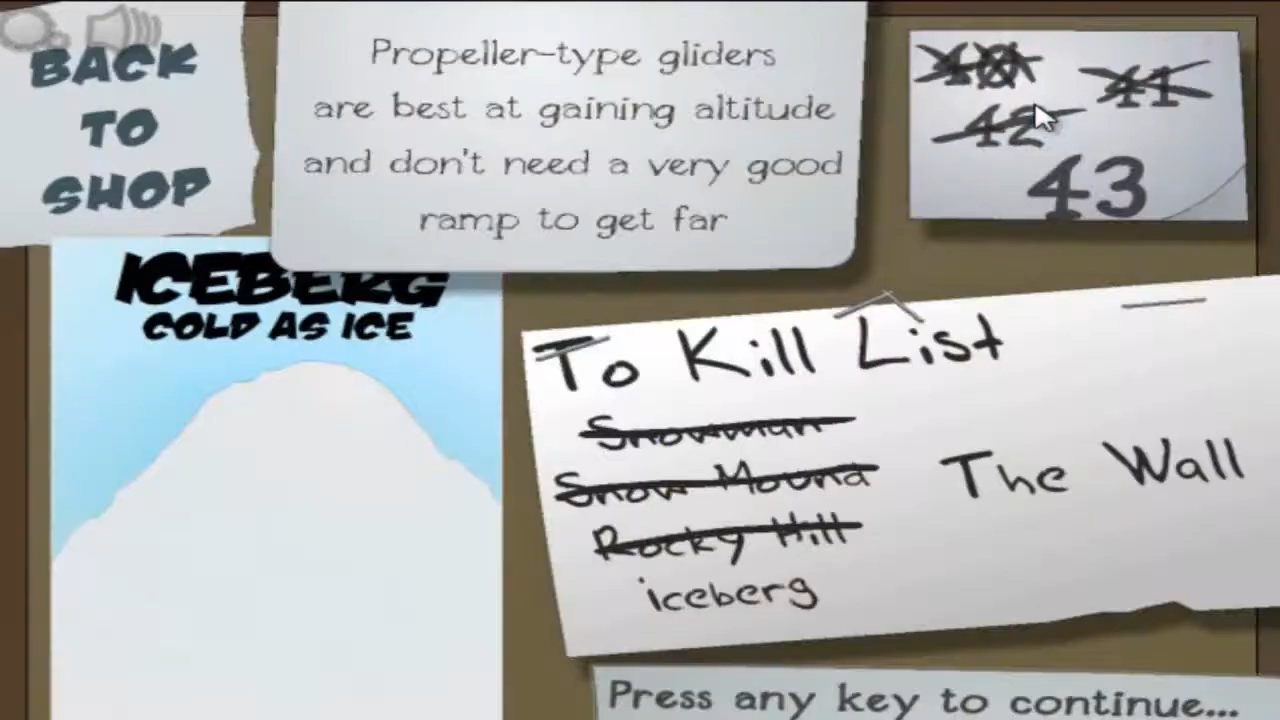 BACK
TO
SHOP
Propeller-type gliders
are best at gaining altitude
and don't need a very good
ramp to get far
40
41
42
43
ICEBERG
COLD AS ICE
To Kill List
Snowman
Snow Mound
Rocky Hill
iceberg
The Wall
Press any key to continue...